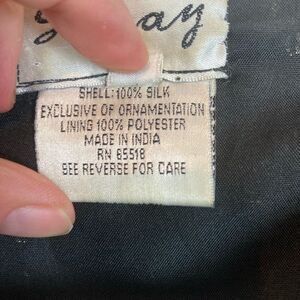 SHELL: 100% SILK
EXCLUSIVE OF ORNAMENTATION
LINING 100% POLYESTER
MADE IN INDIA
RN 65518
SEE REVERSE FOR CARE